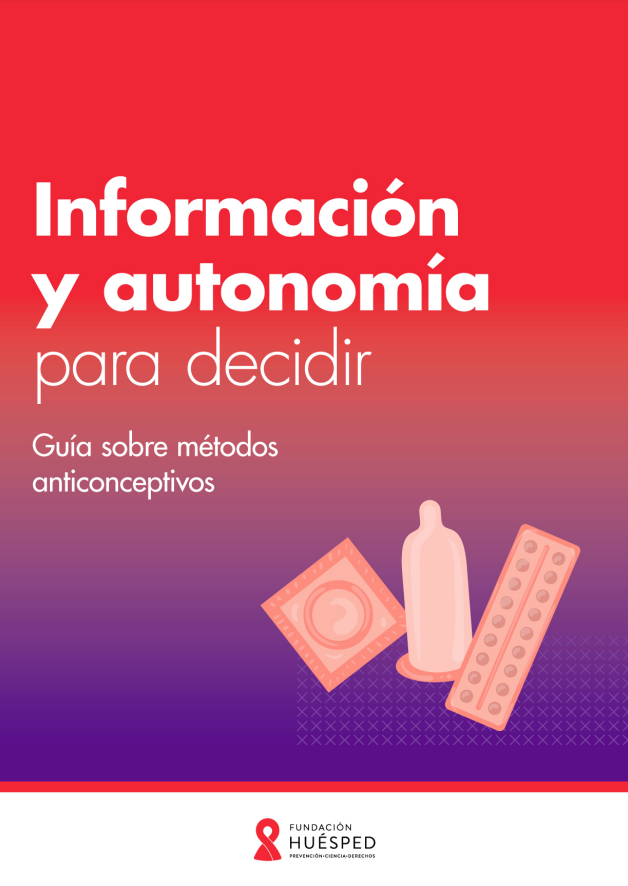 Información
y autonomía
para decidir
Guía sobre métodos
anticonceptivos
FUNDACIÓN
HUÉSPED
PREVENCIÓN•CIENCIA•DERECHOS